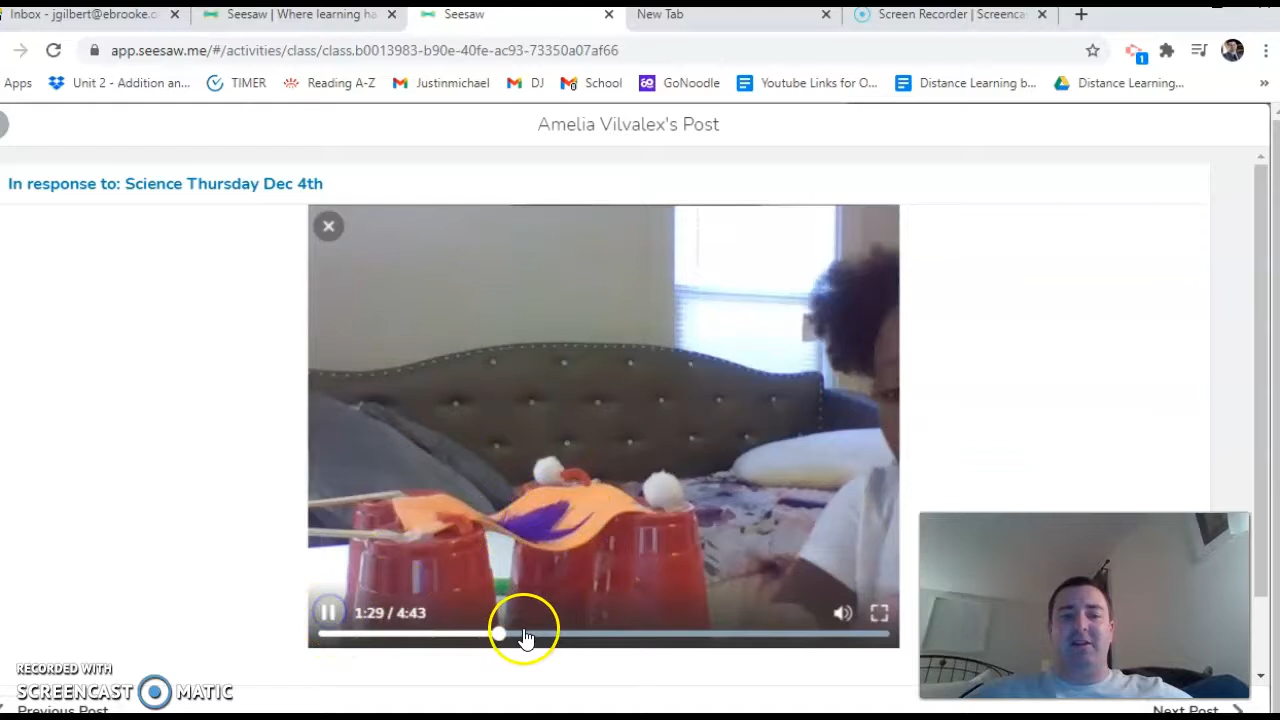 Inbox - jgilbert@ebrooke.o
Seesaw | Where learning ha
Seesaw
New Tab
Screen Recorder | Screenca
app.seesaw.me/#/activities/class/class.b0013983-b90e-40fe-ac93-73350a07af66
1
Apps
Unit 2 - Addition an...
TIMER
Reading A-Z
Justinmichael
DJ
School
GoNoodle
Youtube Links for O...
Distance Learning b...
Distance Learning...
»
Amelia Vilvalex's Post
In response to: Science Thursday Dec 4th
1:29 / 4:43
RECORDED WITH
SCREENCAST MATIC
Previous Post
Next Post